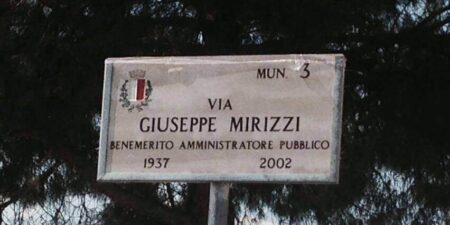 MUN. 3
VIA
GIUSEPPE MIRIZZI
BENEMERITO AMMINISTRATORE PUBBLICO
1937 2002